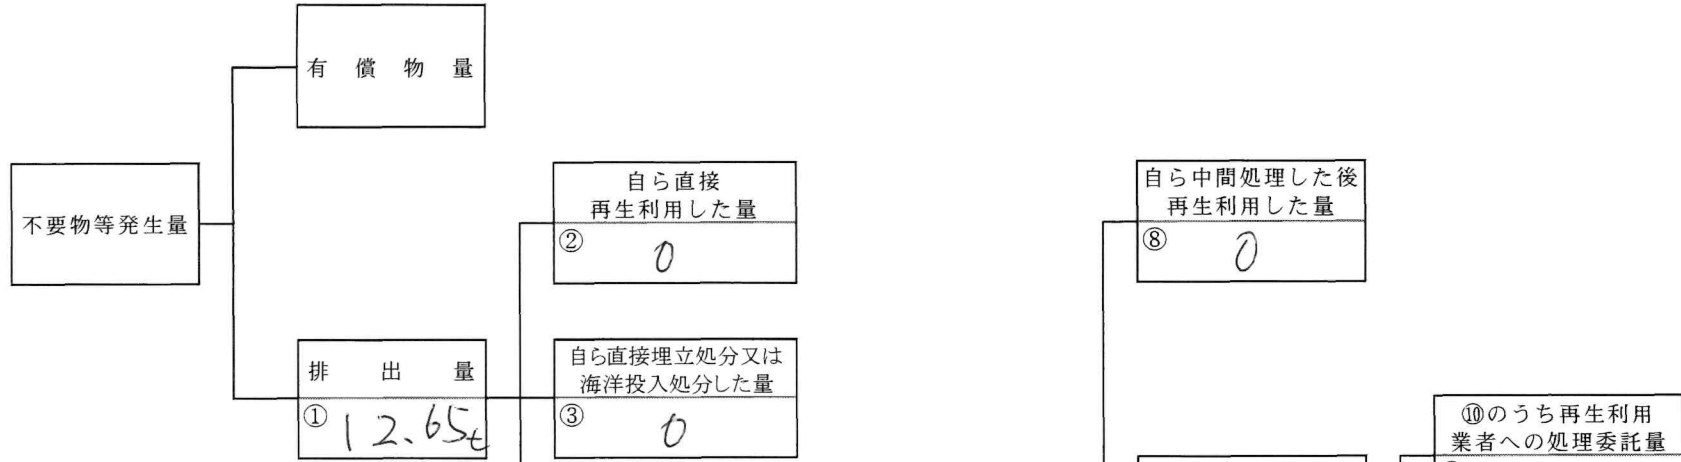 有償物量
不要物等発生量
自ら直接
再生利用した量
② 0
自ら中間処理した後
再生利用した量
⑧ 0
排出量
① 12.65t
自ら直接埋立処分又は
海洋投入処分した量
③ 0
⑩のうち再生利用
業者への処理委託量